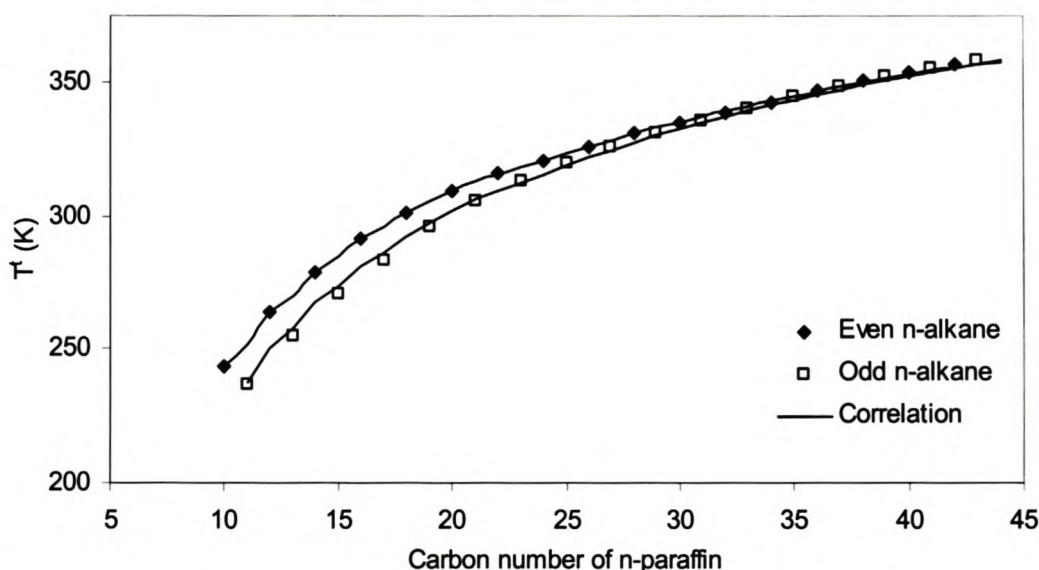 350
300
250
200
T^t (K)
5 10 15 20 25 30 35 40 45
Carbon number of n-paraffin
Even n-alkane
Odd n-alkane
Correlation